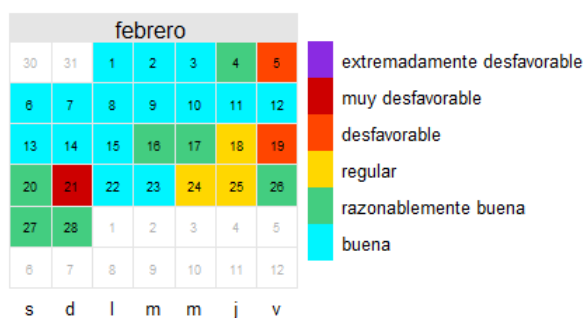 febrero
30 31 1 2 3 4 5
6 7 8 9 10 11 12
13 14 15 16 17 18 19
20 21 22 23 24 25 26
27 28 1 2 3 4 5
6 7 8 9 10 11 12
s d l m m j v
extremadamente desfavorable
muy desfavorable
desfavorable
regular
razonablemente buena
buena